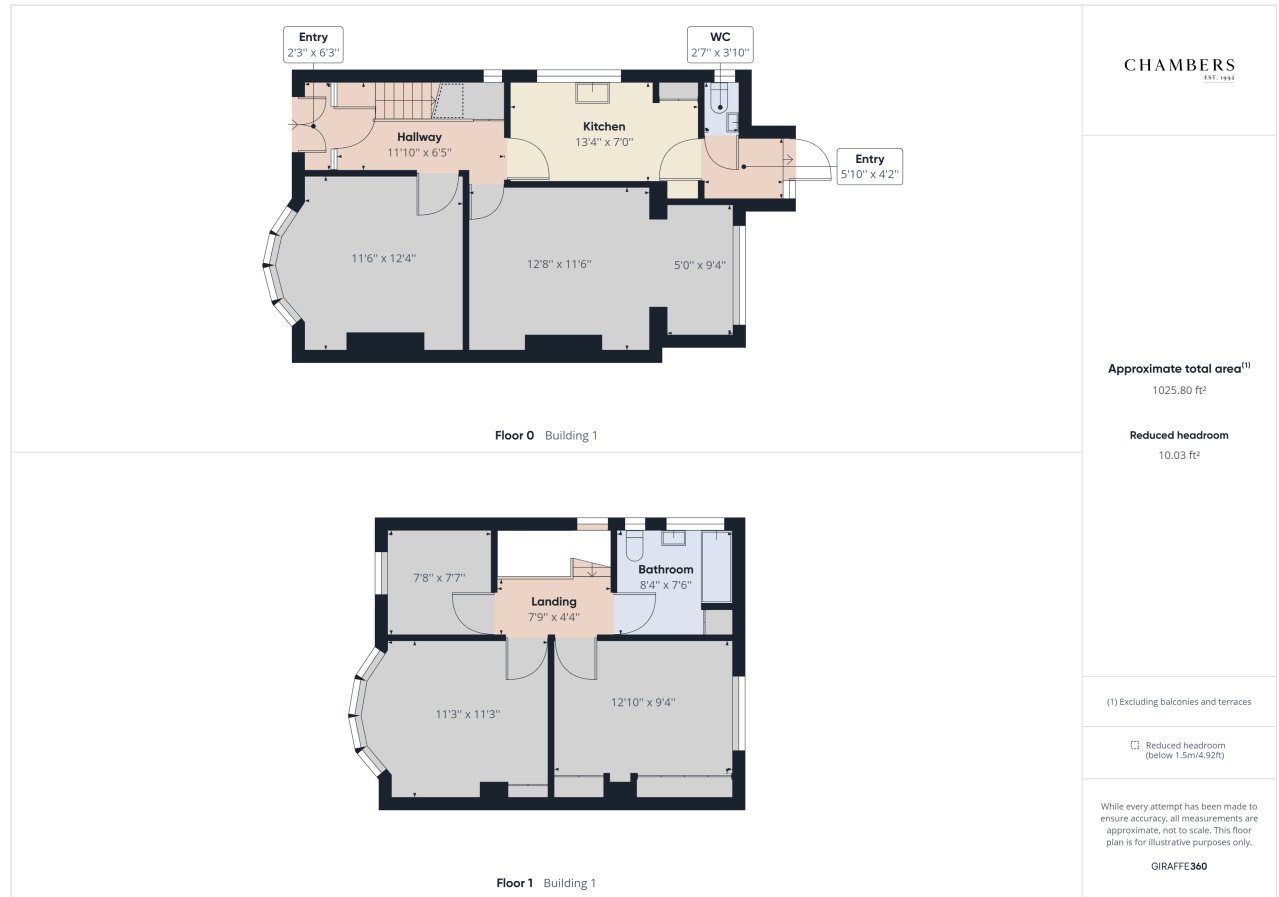 Entry
2'3'' x 6'3''
WC
2'7'' x 3'10''
Hallway
11'10'' x 6'5''
Kitchen
13'4'' x 7'0''
Entry
5'10'' x 4'2''
11'6'' x 12'4''
12'8'' x 11'6''
5'0'' x 9'4''
Floor 0 Building 1
7'8'' x 7'7''
Landing
7'9'' x 4'4''
Bathroom
8'4'' x 7'6''
11'3'' x 11'3''
12'10'' x 9'4''
Floor 1 Building 1
CHAMBERS
EST. 1992
Approximate total area(1)
1025.80 ft²
Reduced headroom
10.03 ft²
(1) Excluding balconies and terraces
Reduced headroom
(below 1.5m/4.92ft)
While every attempt has been made to
ensure accuracy, all measurements are
approximate, not to scale. This floor
plan is for illustrative purposes only.
GIRAFFE360